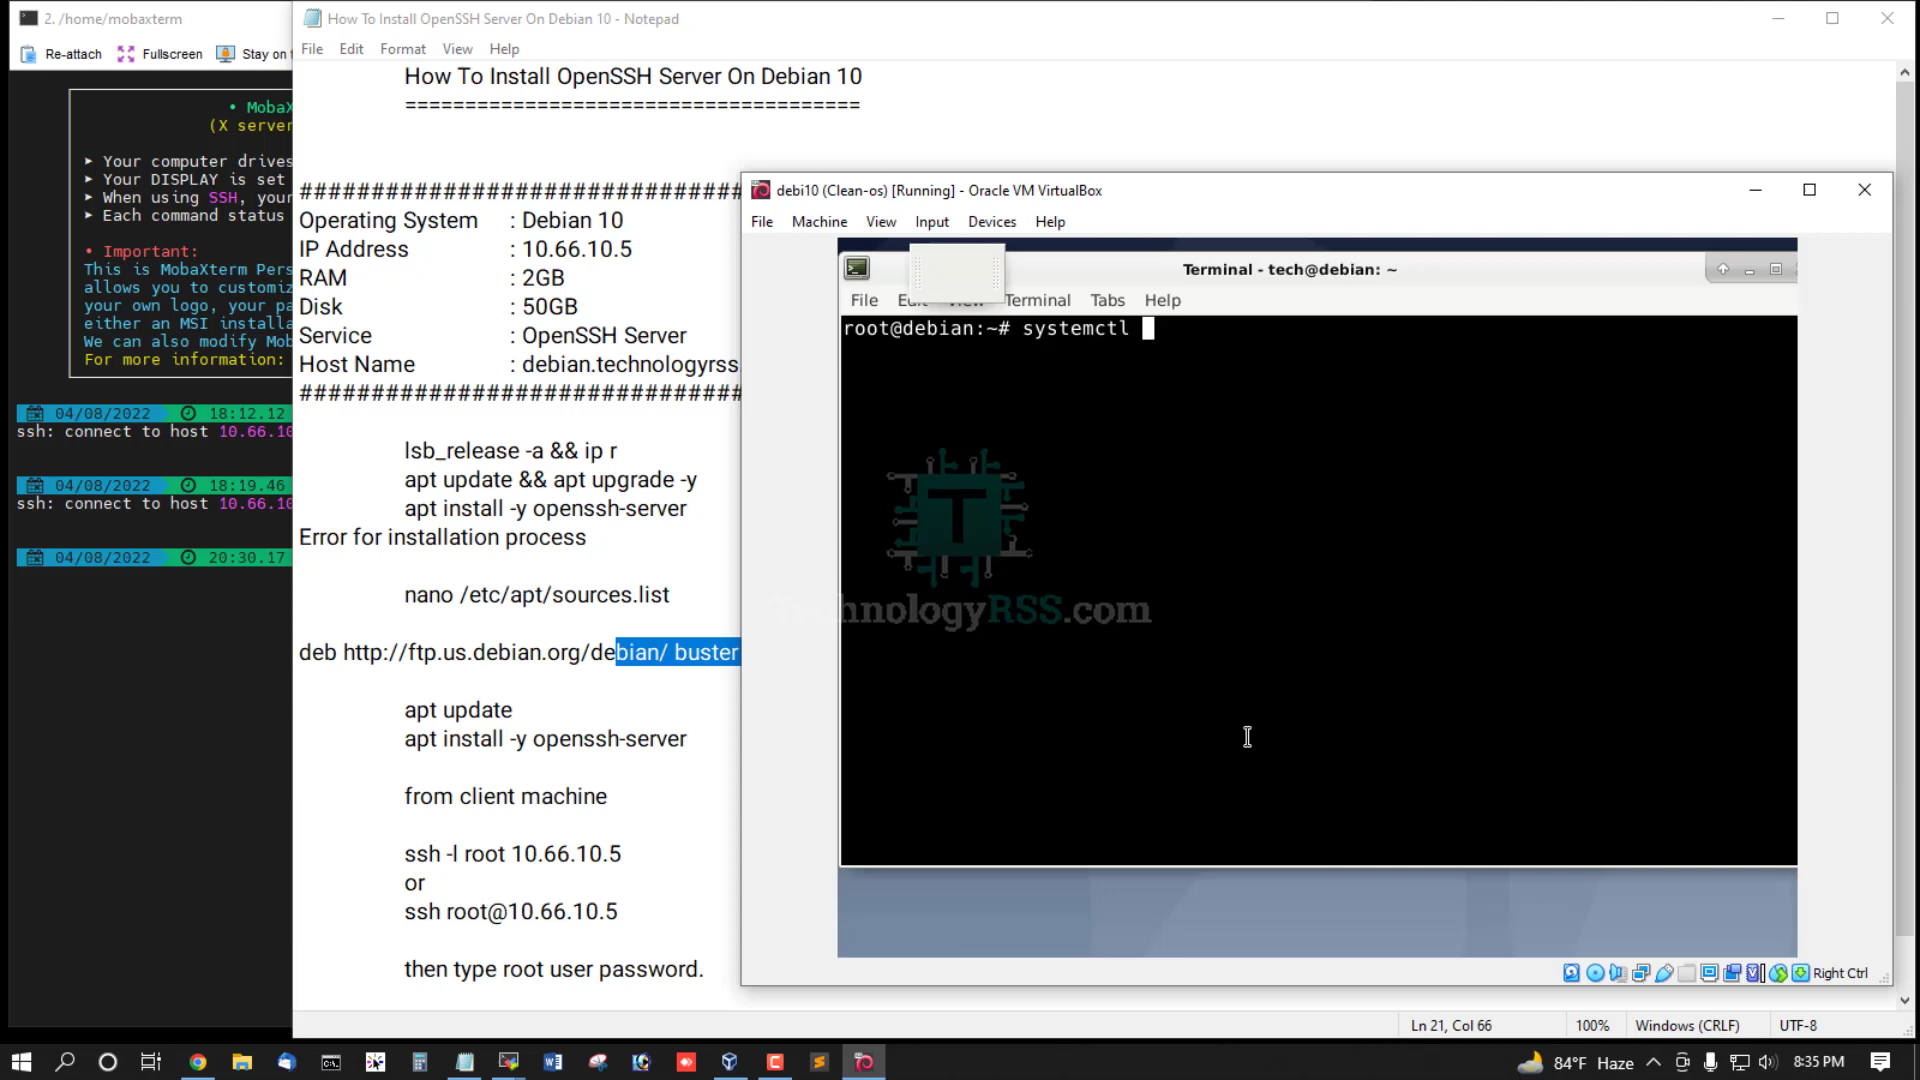 2. /home/mobaxterm
Re-attach Fullscreen Stay on
• MobaX
(X server
➤ Your computer drives
➤ Your DISPLAY is set
➤ When using SSH, your
➤ Each command status
• Important:
This is MobaXterm Pers
allows you to customiz
your own logo, your pa
either an MSI installa
We can also modify Mob
For more information:
04/08/2022 18:12.12
ssh: connect to host 10.66.10
04/08/2022 18:19.46
ssh: connect to host 10.66.10
04/08/2022 20:30.17
How To Install OpenSSH Server On Debian 10 - Notepad
File Edit Format View Help
How To Install OpenSSH Server On Debian 10
======================================
###############################
Operating System : Debian 10
IP Address : 10.66.10.5
RAM : 2GB
Disk : 50GB
Service : OpenSSH Server
Host Name : debian.technologyrss.
###############################
lsb_release -a && ip r
apt update && apt upgrade -y
apt install -y openssh-server
Error for installation process
nano /etc/apt/sources.list
deb http://ftp.us.debian.org/debian/ buster
apt update
apt install -y openssh-server
from client machine
ssh -l root 10.66.10.5
or
ssh root@10.66.10.5
then type root user password.
debi10 (Clean-os) [Running] - Oracle VM VirtualBox
File Machine View Input Devices Help
Terminal - tech@debian: ~
File Edit View Terminal Tabs Help
root@debian:~# systemctl
T
TechnologyRSS.com
Right Ctrl
Ln 21, Col 66 100% Windows (CRLF) UTF-8
84°F Haze 8:35 PM